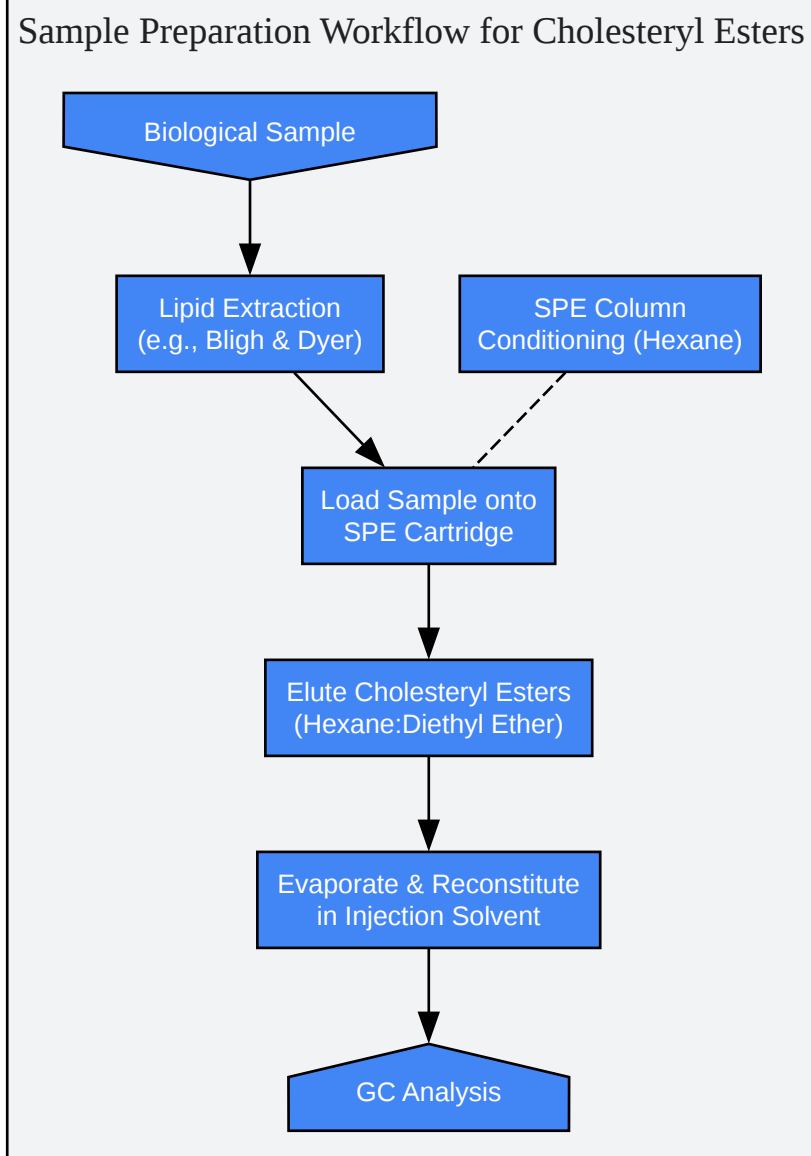 Sample Preparation Workflow for Cholesteryl Esters
Biological Sample
Lipid Extraction
(e.g., Bligh & Dyer)
SPE Column
Conditioning (Hexane)
Load Sample onto
SPE Cartridge
Elute Cholesteryl Esters
(Hexane:Diethyl Ether)
Evaporate & Reconstitute
in Injection Solvent
GC Analysis